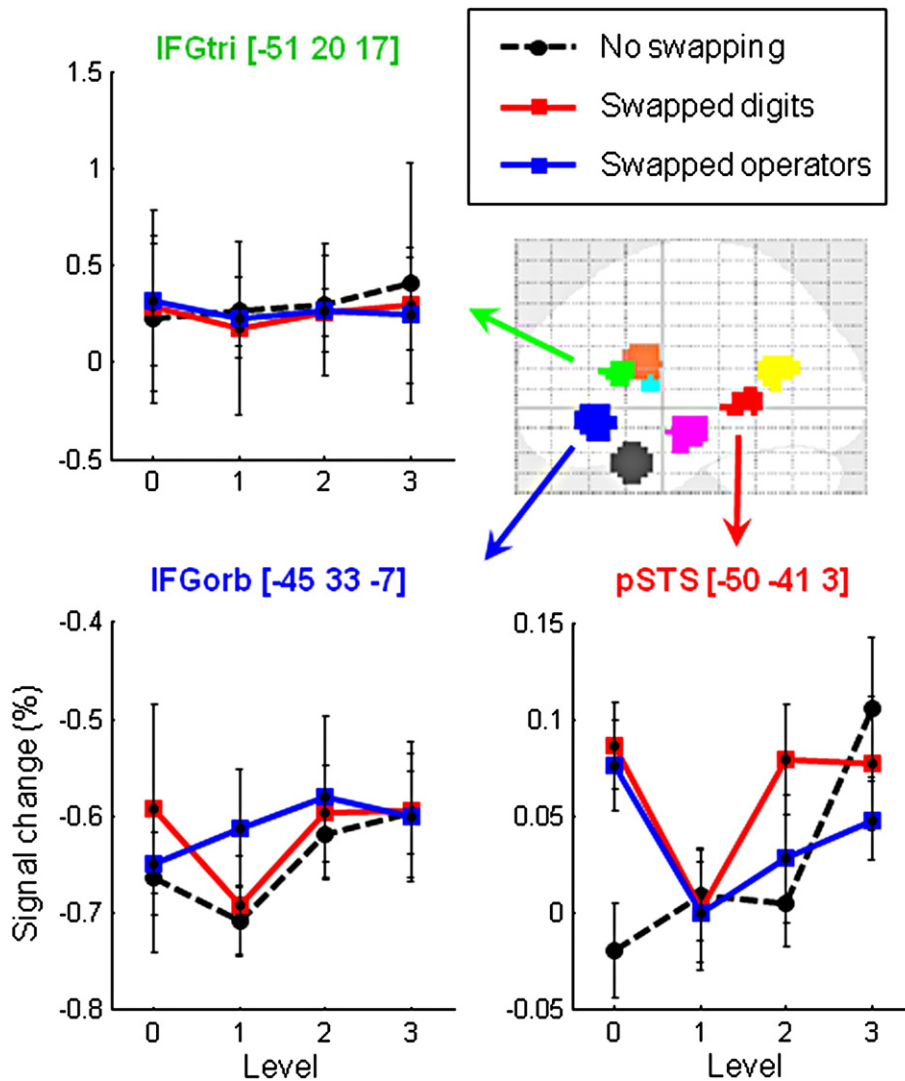 IFGtri [-51 20 17]
No swapping
Swapped digits
Swapped operators
1.5
1
0.5
0
-0.5
0 1 2 3
IFGorb [-45 33 -7]
pSTS [-50 -41 3]
Signal change (%)
-0.4
-0.5
-0.6
-0.7
-0.8
0 1 2 3
Level
0.15
0.1
0.05
0
-0.05
0 1 2 3
Level